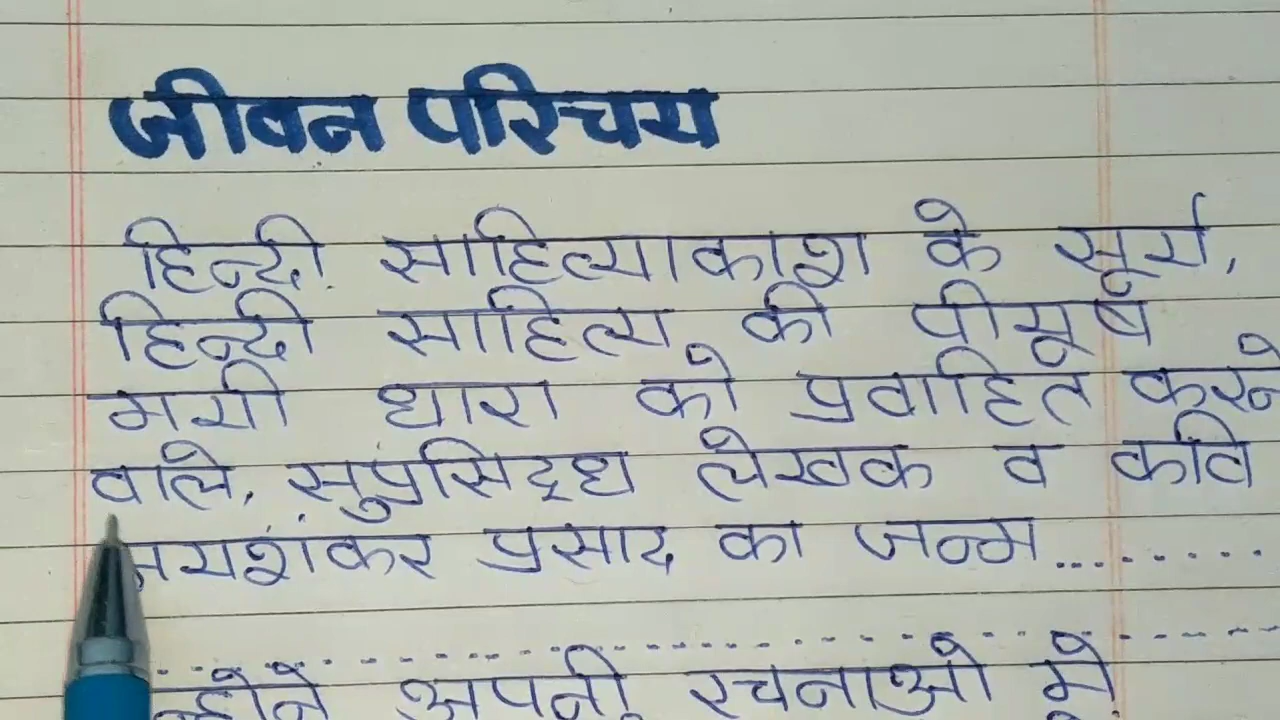 जीवन परिचय
हिन्दी साहित्याकाश के सूर्य,
हिन्दी साहित्य की पीयूष
मयी धारा को प्रवाहित करने
वाले, सुप्रसिद्ध लेखक व कवि
जयशंकर प्रसाद का जन्म.........
अपनी रचनाओ मे